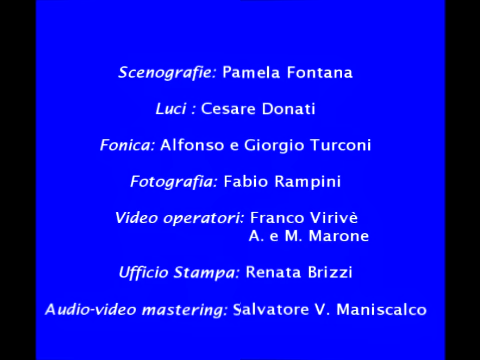 Scenografie: Pamela Fontana
Luci : Cesare Donati
Fonica: Alfonso e Giorgio Turconi
Fotografia: Fabio Rampini
Video operatori: Franco Virivè
A. e M. Marone
Ufficio Stampa: Renata Brizzi
Audio-video mastering: Salvatore V. Maniscalco